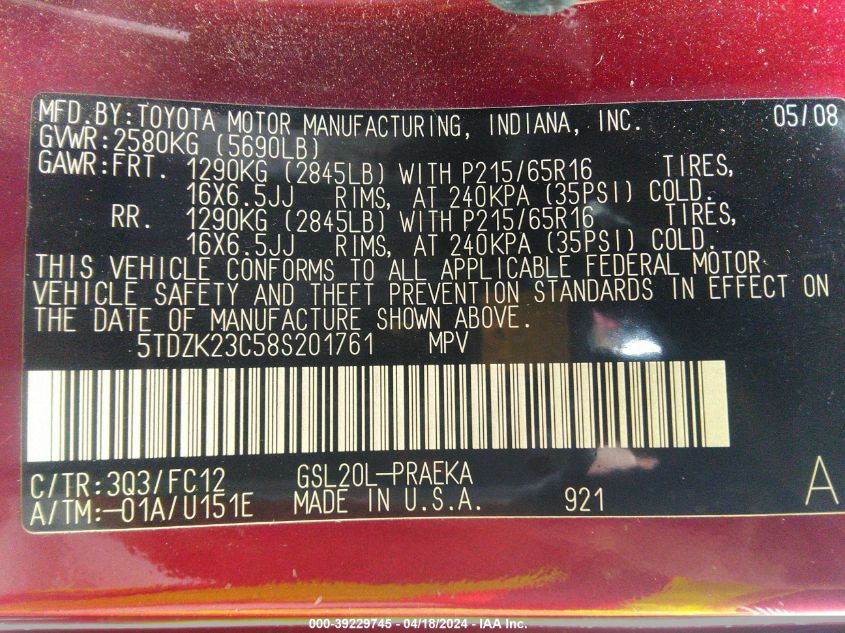 MFD.BY:TOYOTA MOTOR MANUFACTURING, INDIANA, INC. 05/08
GVWR:2580KG (5690LB)
GAWR:FRT. 1290KG (2845LB) WITH P215/65R16 TIRES,
16X6.5JJ RIMS, AT 240KPA (35PSI) COLD.
RR. 1290KG (2845LB) WITH P215/65R16 TIRES,
16X6.5JJ RIMS, AT 240KPA (35PSI) COLD.
THIS VEHICLE CONFORMS TO ALL APPLICABLE FEDERAL MOTOR
VEHICLE SAFETY AND THEFT PREVENTION STANDARDS IN EFFECT ON
THE DATE OF MANUFACTURE SHOWN ABOVE.
5TDZK23C58S201761 MPV
C/TR:3Q3/FC12 GSL20L-PRAEKA A
A/TM:-01A/U151E MADE IN U.S.A. 921
000-39229745 - 04/18/2024 - IAA Inc.